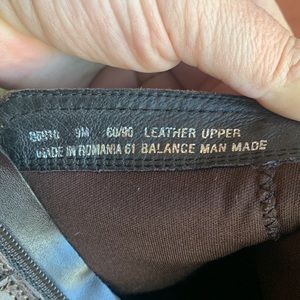 9M 60/90 LEATHER UPPER
MADE IN ROMANIA 61 BALANCE MAN MADE